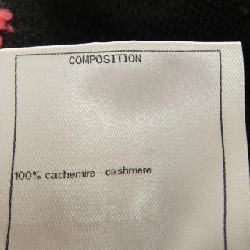 COMPOSITION
100% cachemire cashmere